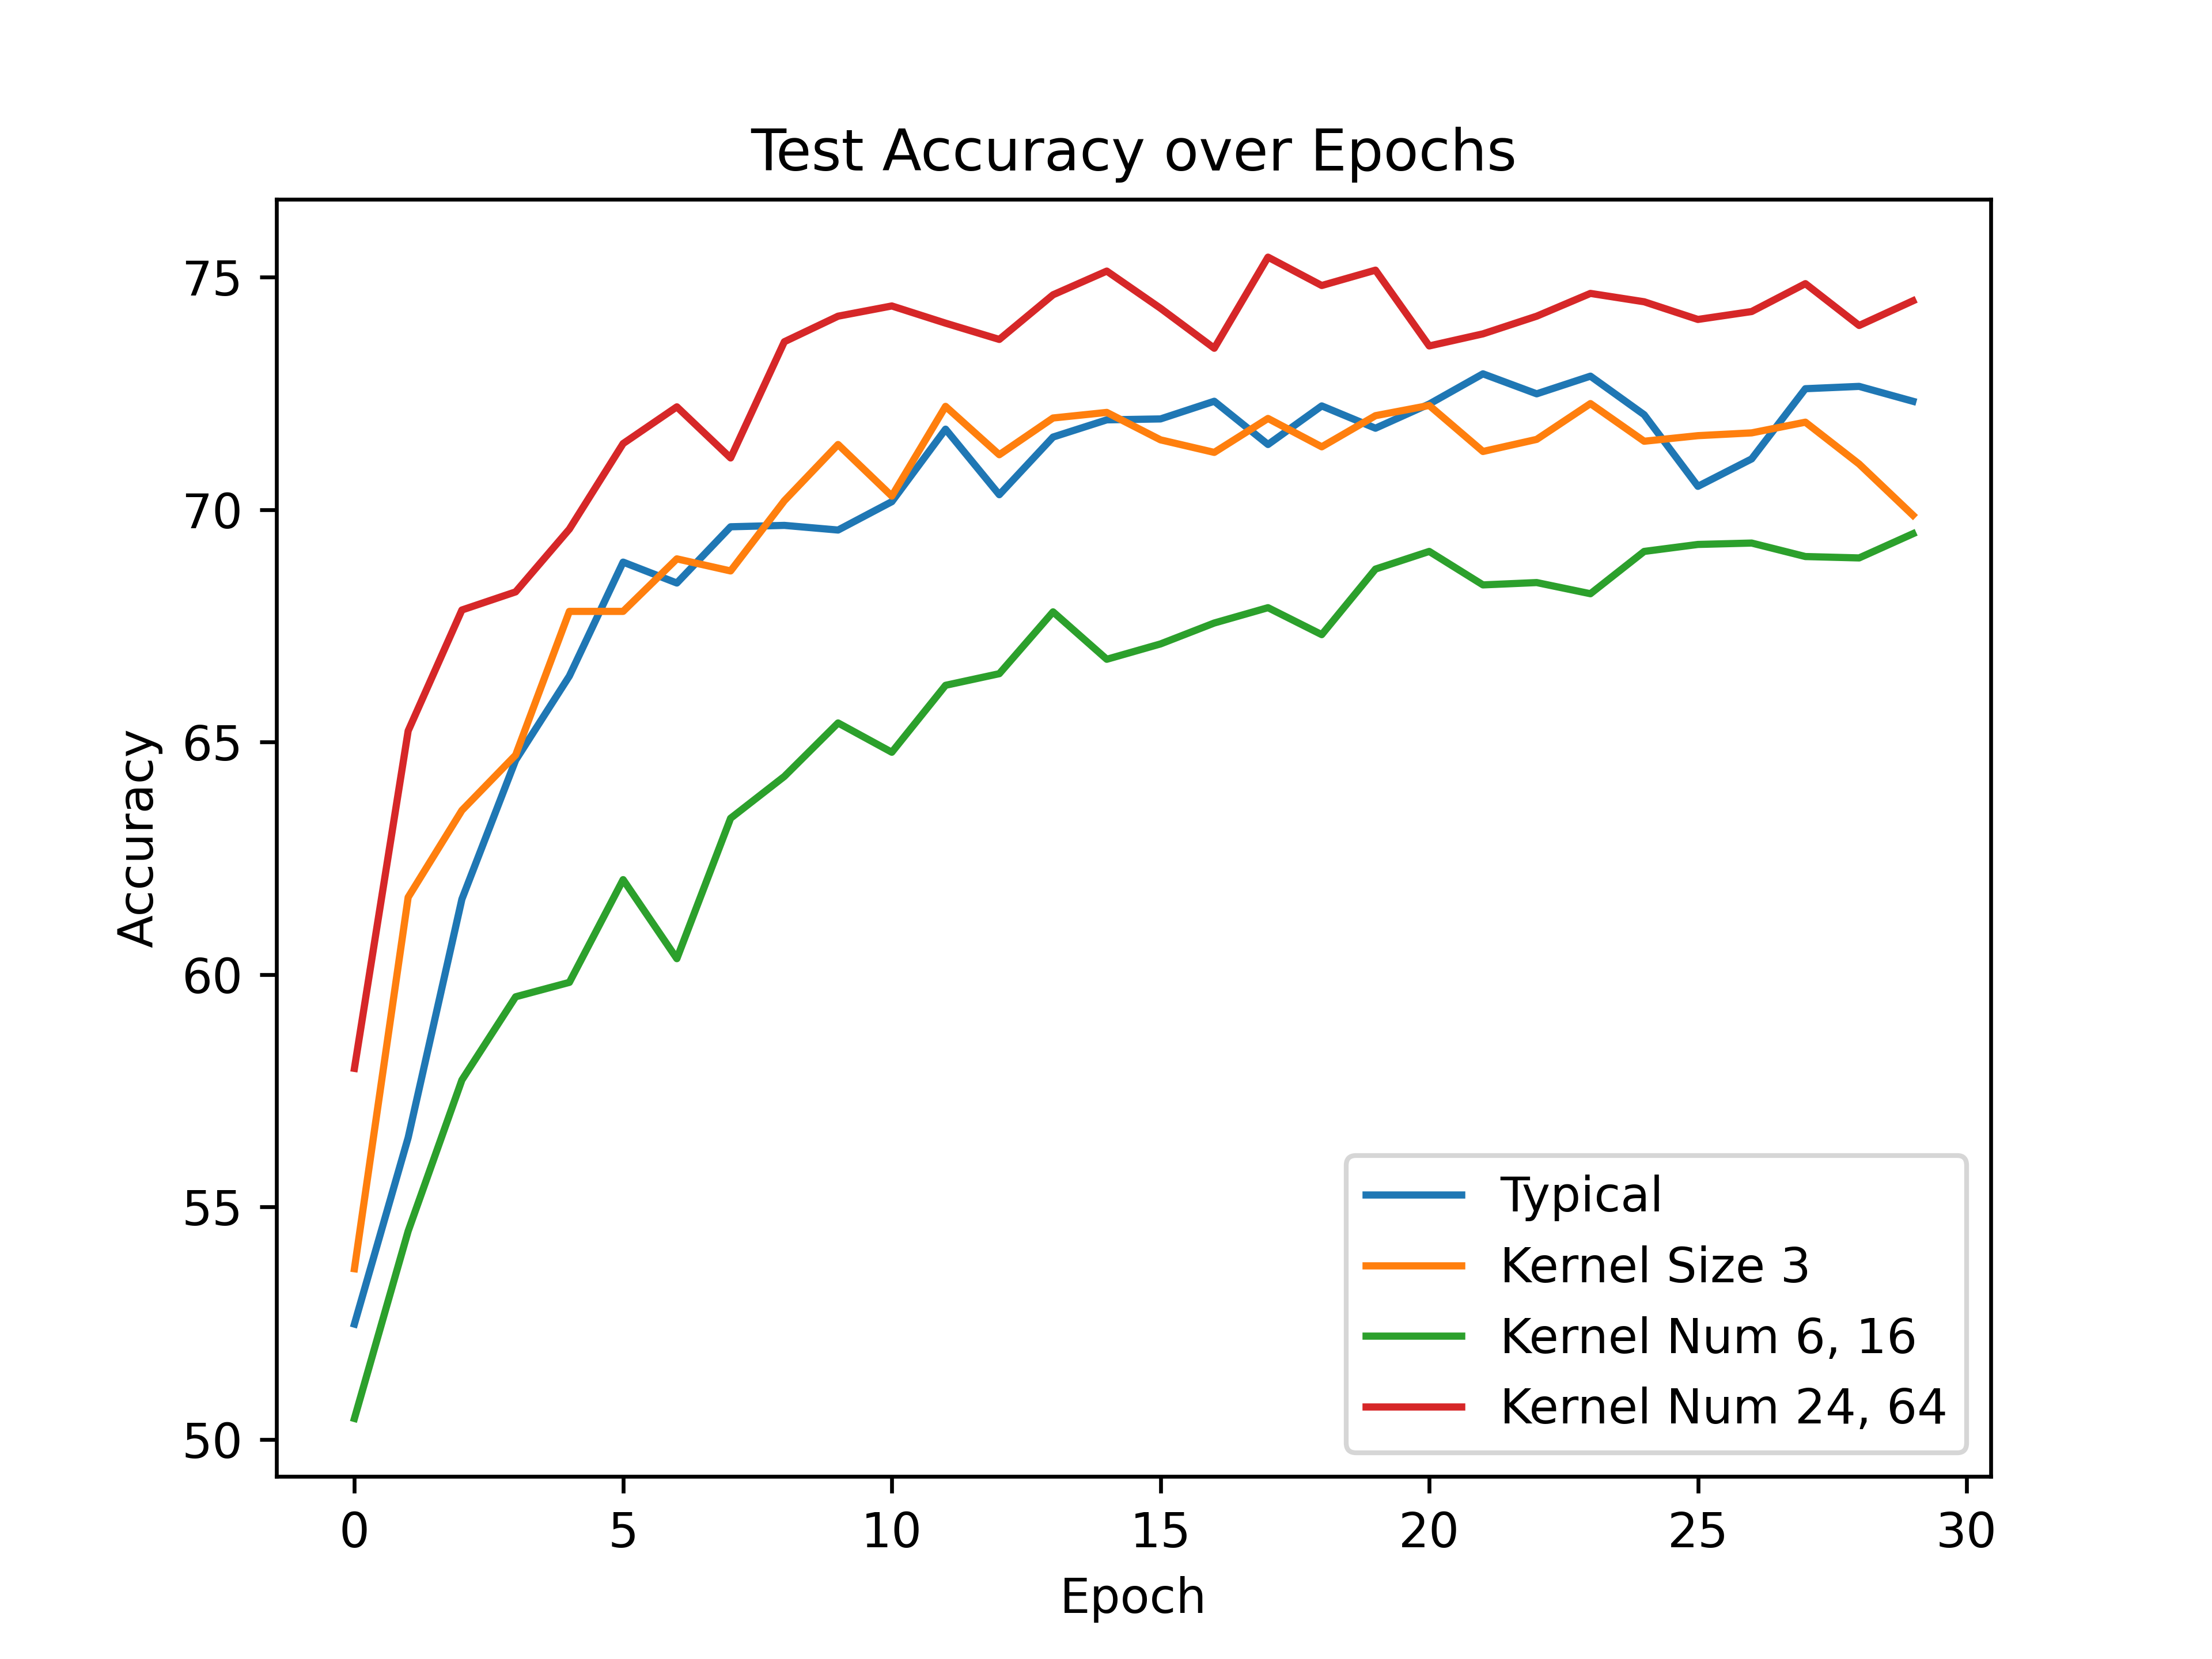 Test Accuracy over Epochs
75
70
65
60
55
50
Accuracy
Typical
Kernel Size 3
Kernel Num 6, 16
Kernel Num 24, 64
0 5 10 15 20 25 30
Epoch